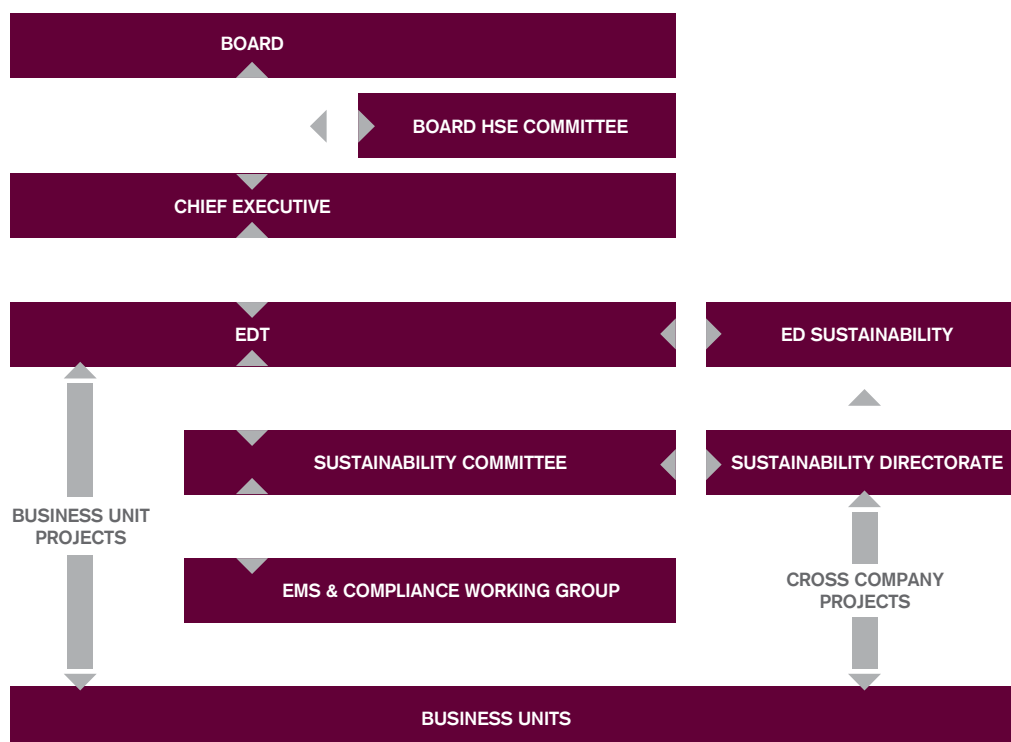 BOARD
BOARD HSE COMMITTEE
CHIEF EXECUTIVE
EDT
ED SUSTAINABILITY
SUSTAINABILITY COMMITTEE
SUSTAINABILITY DIRECTORATE
BUSINESS UNIT
PROJECTS
EMS & COMPLIANCE WORKING GROUP
CROSS COMPANY
PROJECTS
BUSINESS UNITS